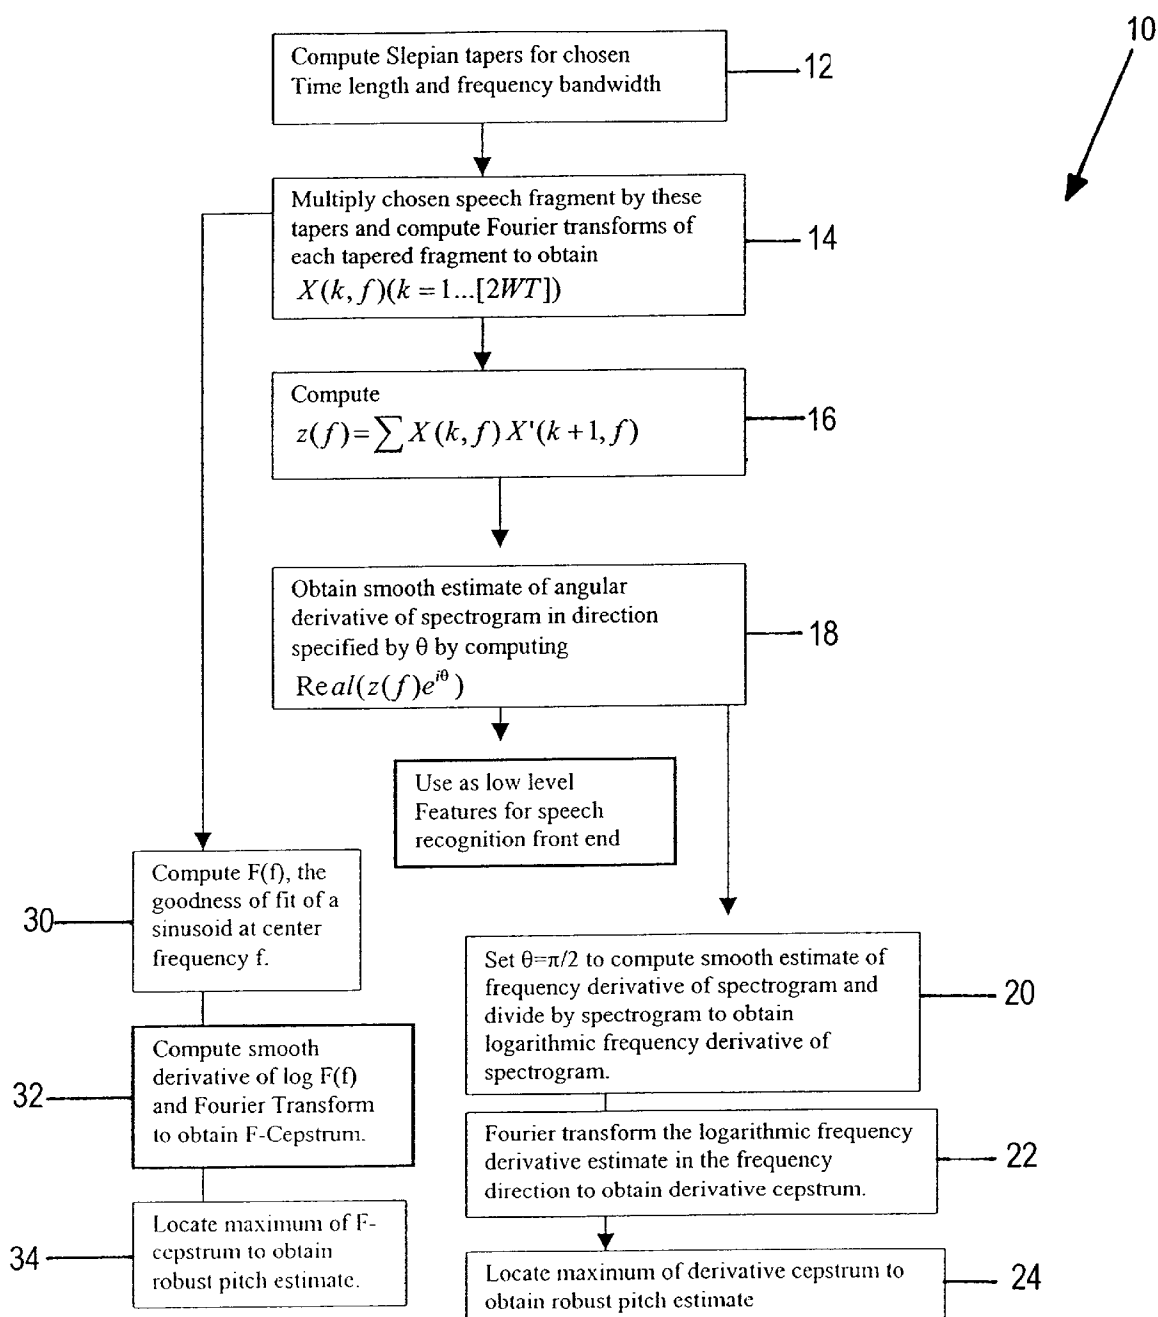 10
Compute Slepian tapers for chosen
Time length and frequency bandwidth
12
Multiply chosen speech fragment by these
tapers and compute Fourier transforms of
each tapered fragment to obtain
X(k,f)(k=1...[2WT])
14
Compute
z(f)=∑X(k,f)X'(k+1,f)
16
Obtain smooth estimate of angular
derivative of spectrogram in direction
specified by θ by computing
Real(z(f)e^{iθ})
18
Use as low level
Features for speech
recognition front end
Compute F(f), the
goodness of fit of a
sinusoid at center
frequency f.
30
Compute smooth
derivative of log F(f)
and Fourier Transform
to obtain F-Cepstrum.
32
Locate maximum of F-
cepstrum to obtain
robust pitch estimate.
34
Set θ=π/2 to compute smooth estimate of
frequency derivative of spectrogram and
divide by spectrogram to obtain
logarithmic frequency derivative of
spectrogram.
20
Fourier transform the logarithmic frequency
derivative estimate in the frequency
direction to obtain derivative cepstrum.
22
Locate maximum of derivative cepstrum to
obtain robust pitch estimate
24